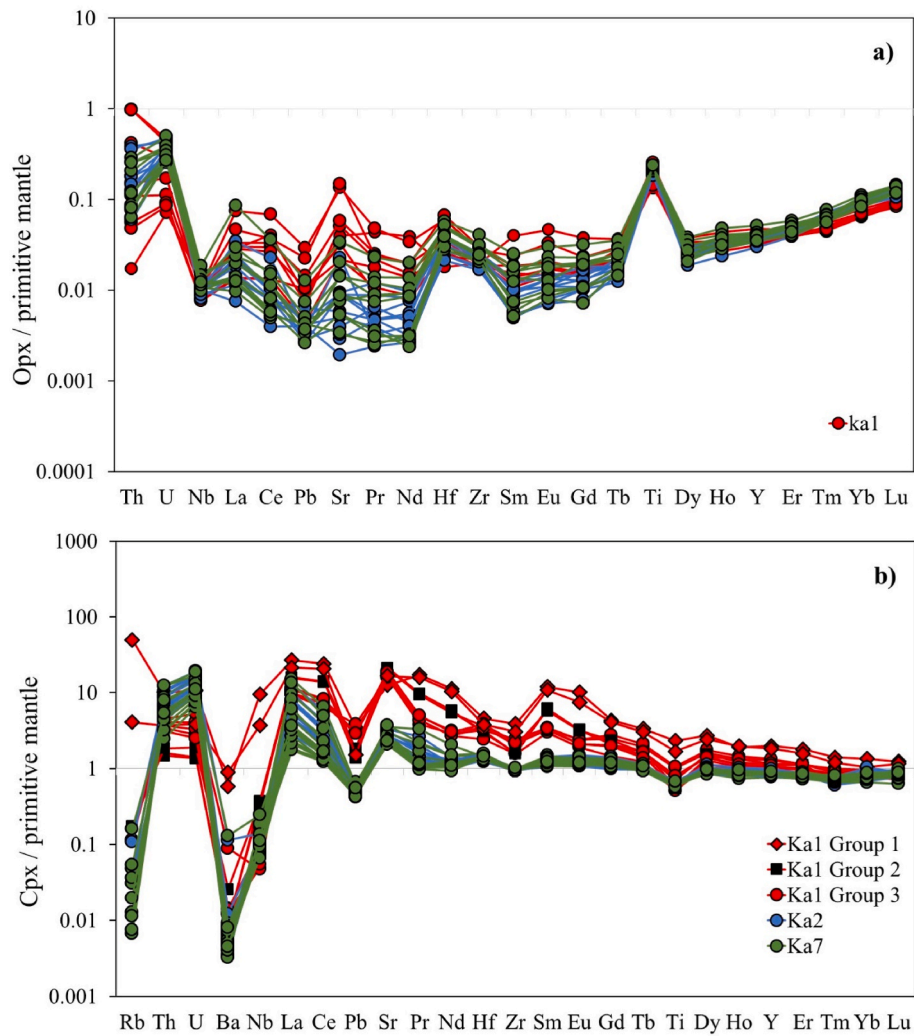 a)
10
1
0.1
0.01
0.001
0.0001
Opx / primitive mantle
ka1
Th U Nb La Ce Pb Sr Pr Nd Hf Zr Sm Eu Gd Tb Ti Dy Ho Y Er Tm Yb Lu
b)
1000
100
10
1
0.1
0.01
0.001
Cpx / primitive mantle
Ka1 Group 1
Ka1 Group 2
Ka1 Group 3
Ka2
Ka7
Rb Th U Ba Nb La Ce Pb Sr Pr Nd Hf Zr Sm Eu Gd Tb Ti Dy Ho Y Er Tm Yb Lu